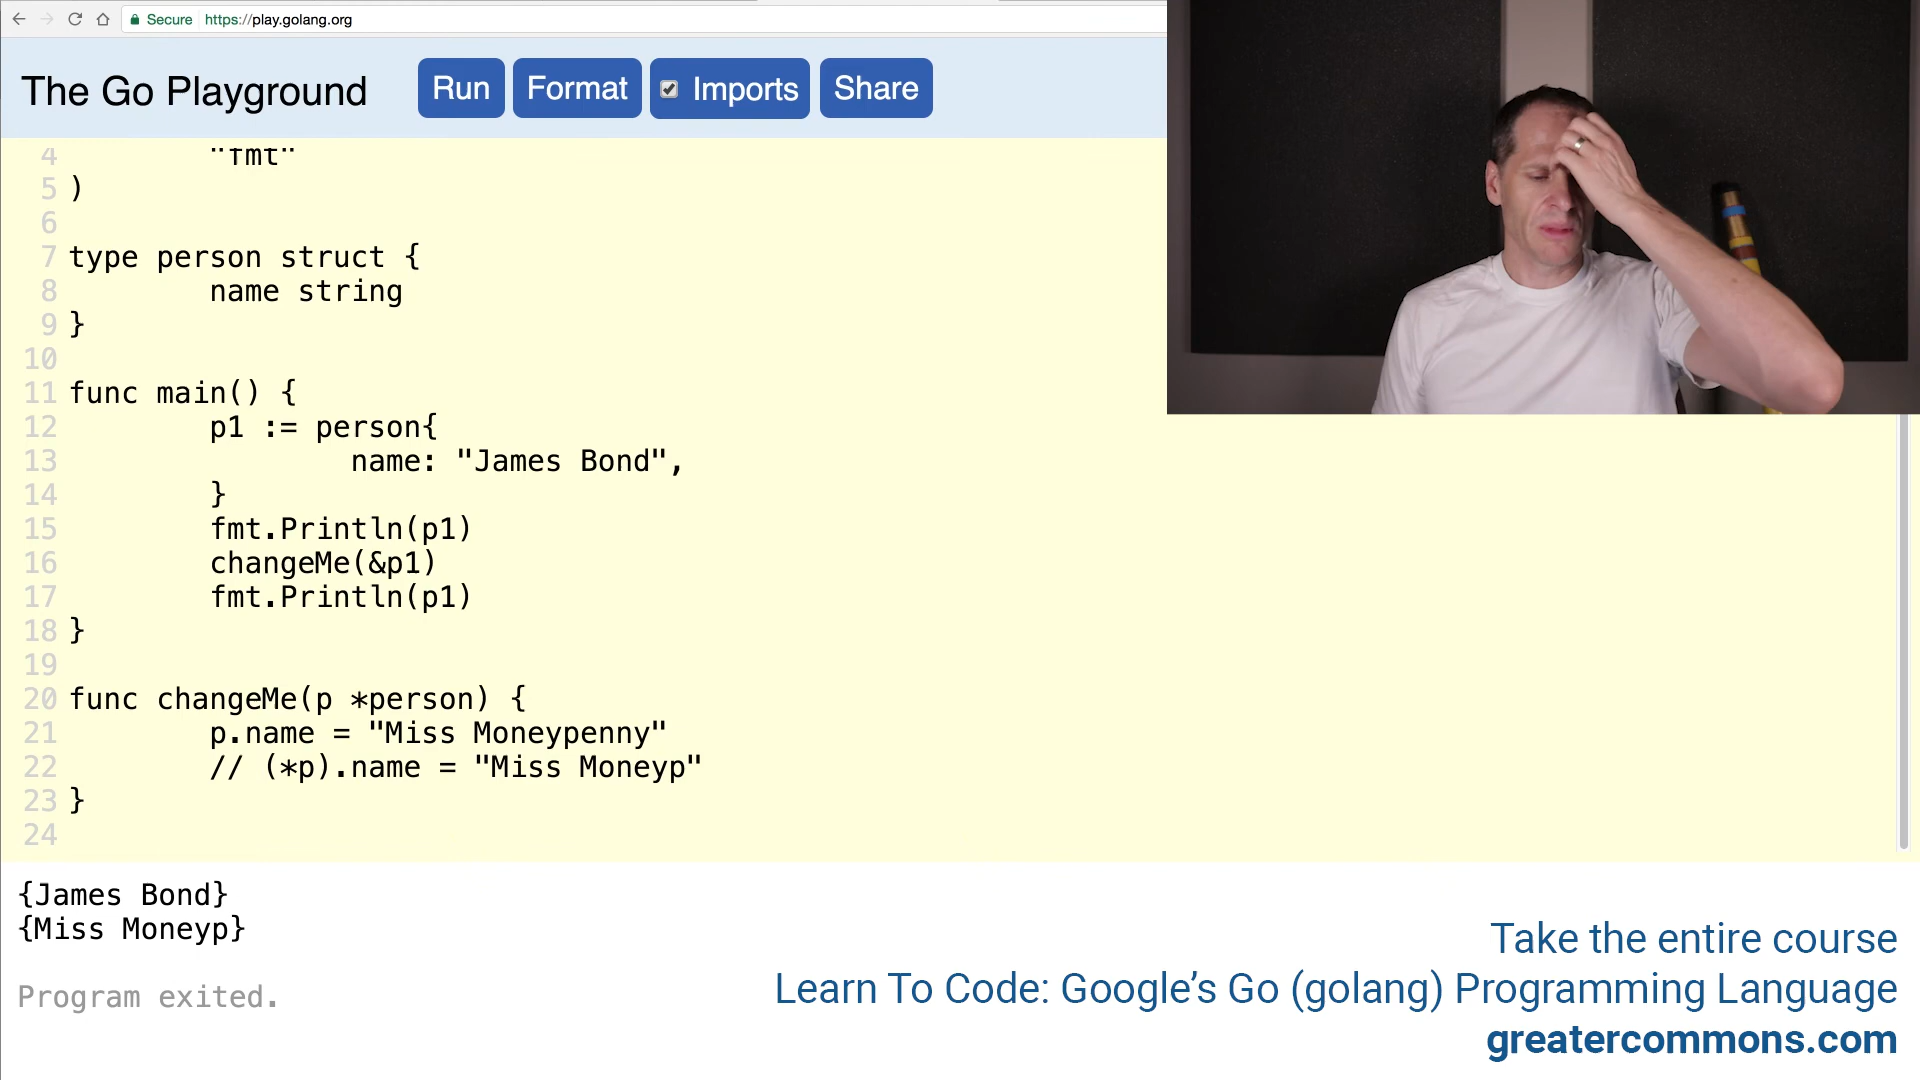 Secure https://play.golang.org
The Go Playground Run Format Imports Share
4 "fmt"
5 )
6
7 type person struct {
8 name string
9 }
10
11 func main() {
12 p1 := person{
13 name: "James Bond",
14 }
15 fmt.Println(p1)
16 changeMe(&p1)
17 fmt.Println(p1)
18 }
19
20 func changeMe(p *person) {
21 p.name = "Miss Moneypenny"
22 // (*p).name = "Miss Moneyp"
23 }
24
{James Bond}
{Miss Moneyp}
Program exited.
Take the entire course
Learn To Code: Google’s Go (golang) Programming Language
greatercommons.com